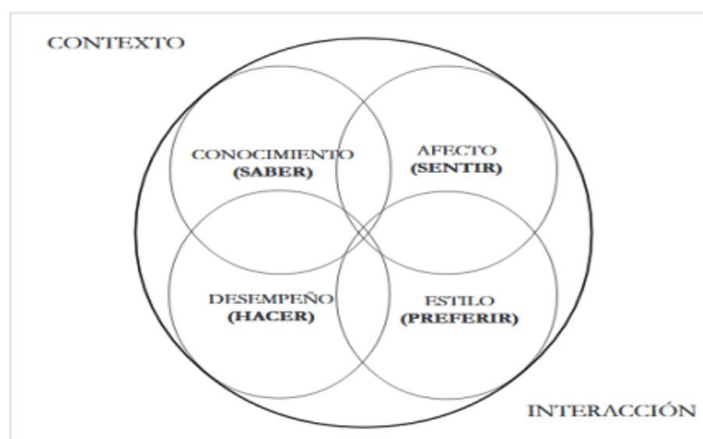 CONTEXTO
CONOCIMIENTO
(SABER)
AFECTO
(SENTIR)
DESEMPEÑO
(HACER)
ESTILO
(PREFERIR)
INTERACCIÓN